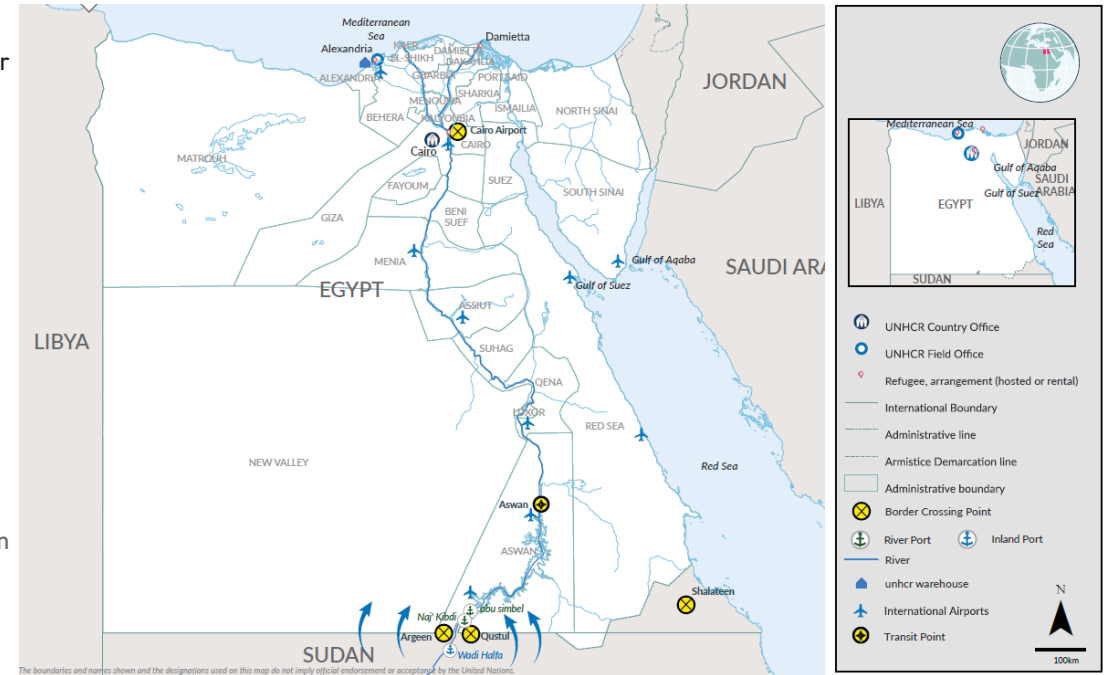 r
n
Mediterranean
Sea
Alexandria
Damietta
KAFR
EL-SHIKH
DAMIETTA
DAKAHLIA
ALEXANDRIA
GHARBIA
PORT SAID
SHARKIA
MENOUFIA
ISMAILIA
NORTH SINAI
BEHERA
KALYOUBIA
Cairo Airport
Cairo
CAIRO
MATROUH
JORDAN
FAYOUM
SUEZ
SOUTH SINAI
GIZA
BENI
SUEF
MENIA
Gulf of Aqaba
SAUDI ARA
Gulf of Suez
EGYPT
ASSIUT
LIBYA
SUHAG
QENA
LUXOR
RED SEA
NEW VALLEY
Red Sea
Aswan
ASWAN
Shalateen
abu simbel
Naj' Kibdi
Argeen
Qustul
SUDAN
Wadi Halfa
The boundaries and names shown and the designations used on this map do not imply official endorsement or acceptance by the United Nations.
Mediterranean Sea
JORDAN
Gulf of Aqaba
SAUDI
ARABIA
Gulf of Suez
LIBYA
EGYPT
Red
Sea
SUDAN
UNHCR Country Office
UNHCR Field Office
Refugee, arrangement (hosted or rental)
International Boundary
Administrative line
Armistice Demarcation line
Administrative boundary
Border Crossing Point
River Port
Inland Port
River
unhcr warehouse
International Airports
Transit Point
N
100km